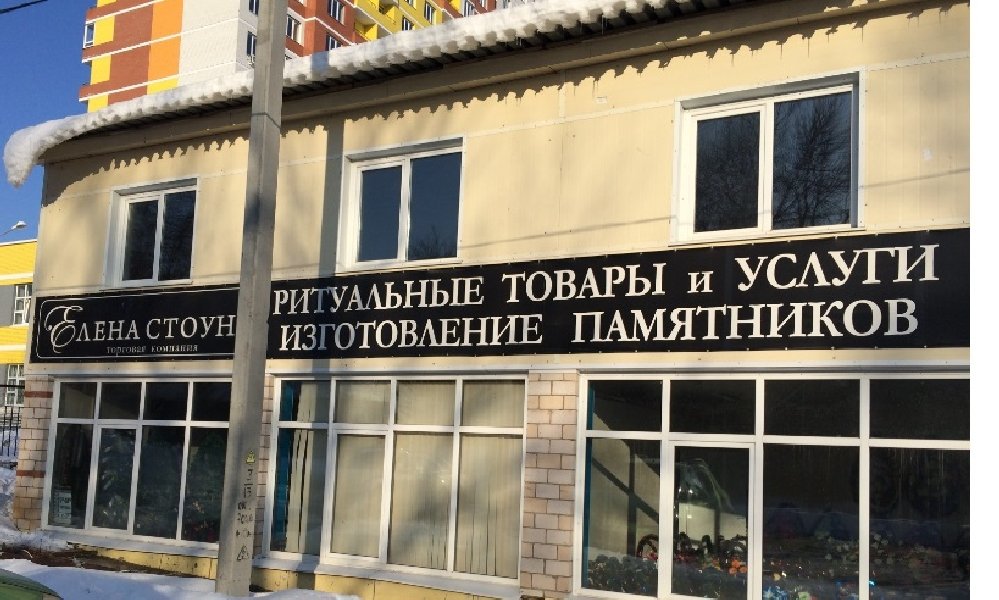 ЕЛЕНА СТОУН
торговая компания
РИТУАЛЬНЫЕ ТОВАРЫ и УСЛУГИ
ИЗГОТОВЛЕНИЕ ПАМЯТНИКОВ